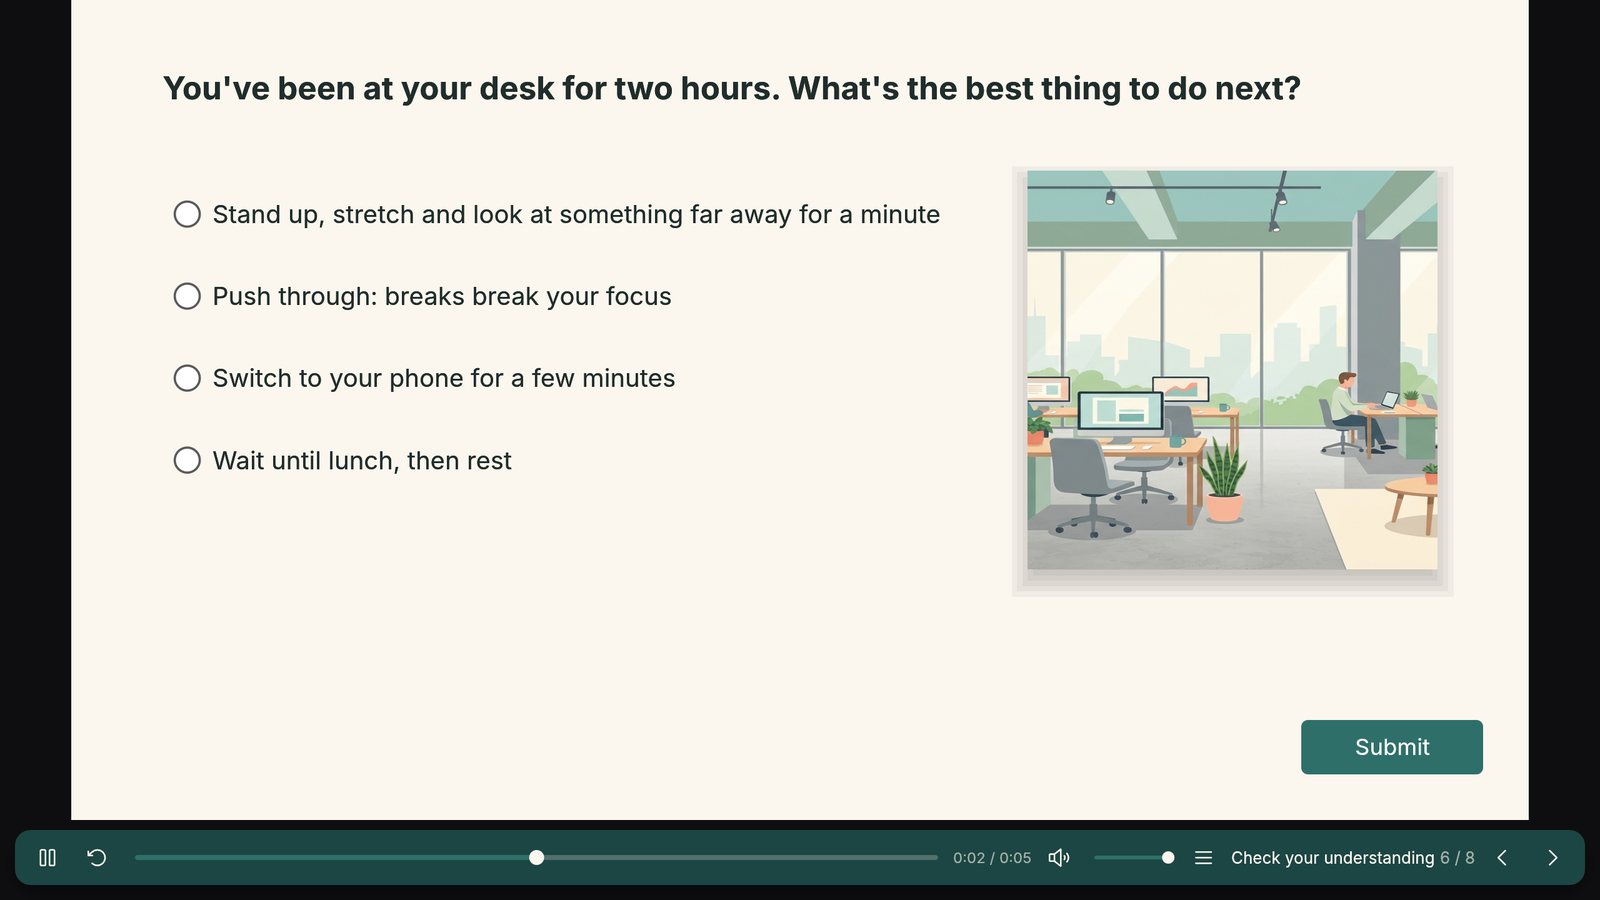 You've been at your desk for two hours. What's the best thing to do next?
Stand up, stretch and look at something far away for a minute
Push through: breaks break your focus
Switch to your phone for a few minutes
Wait until lunch, then rest
Submit
0:02 / 0:05
Check your understanding 6 / 8